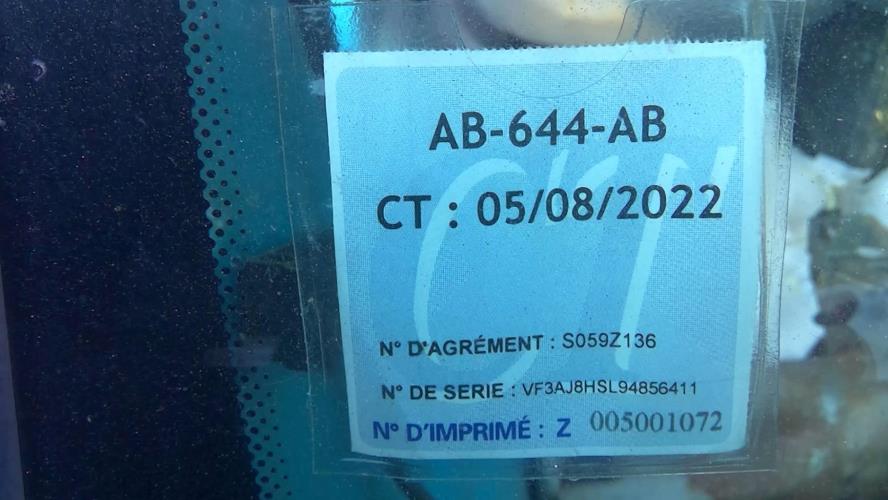 AB-644-AB
CT : 05/08/2022
N° D'AGRÉMENT : S059Z136
N° DE SERIE : VF3AJ8HSL94856411
N° D'IMPRIMÉ : Z 005001072